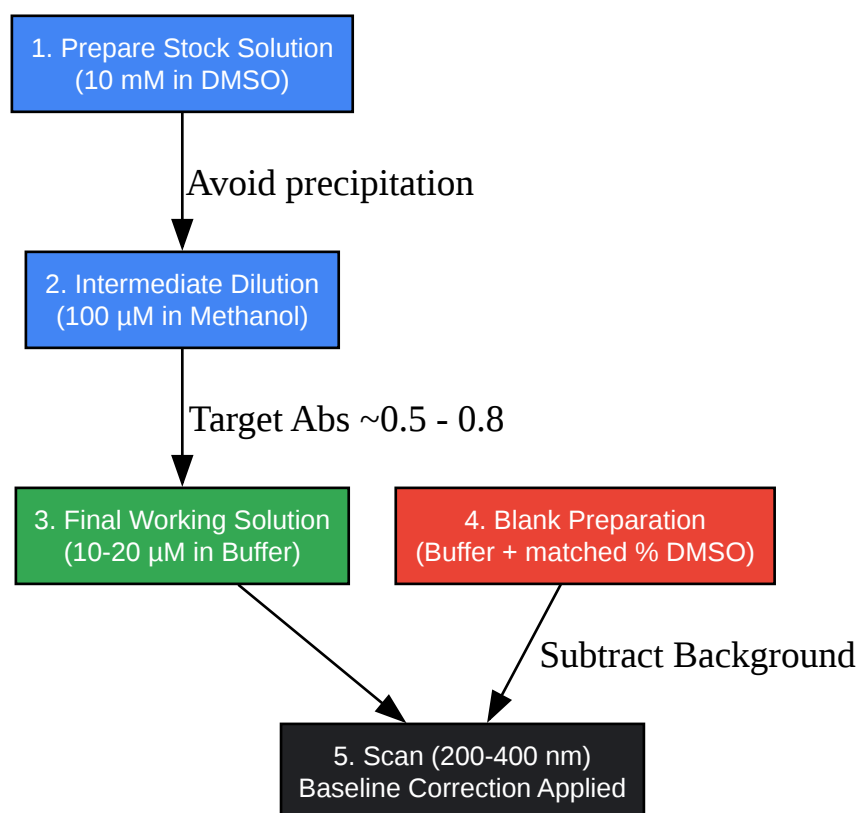 1. Prepare Stock Solution
(10 mM in DMSO)
Avoid precipitation
2. Intermediate Dilution
(100 µM in Methanol)
Target Abs ~0.5 - 0.8
3. Final Working Solution
(10-20 µM in Buffer)
4. Blank Preparation
(Buffer + matched % DMSO)
Subtract Background
5. Scan (200-400 nm)
Baseline Correction Applied